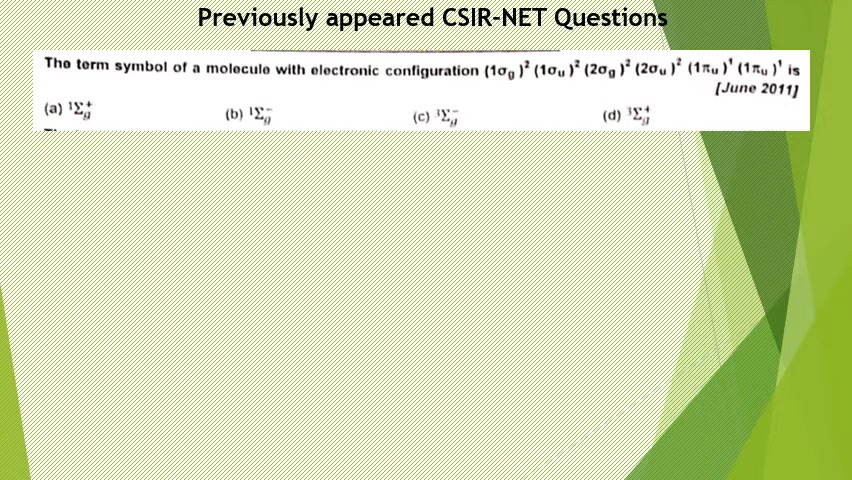 Previously appeared CSIR-NET Questions
The term symbol of a molecule with electronic configuration (1σg)² (1σu)² (2σg)² (2σu)² (1πu)¹ (1πu)¹ is
[June 2011]
(a) ¹Σg⁺ (b) ¹Σg⁻ (c) ³Σg⁻ (d) ³Σg⁺